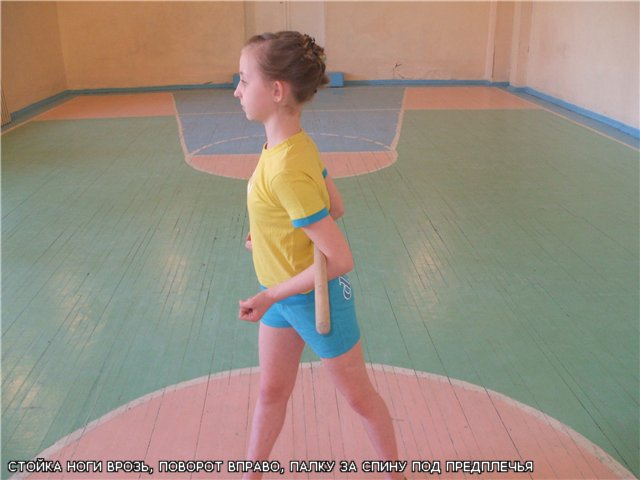 СТОЙКА НОГИ ВРОЗЬ, ПОВОРОТ ВПРАВО, ПАЛКУ ЗА СПИНУ ПОД ПРЕДПЛЕЧЬЯ